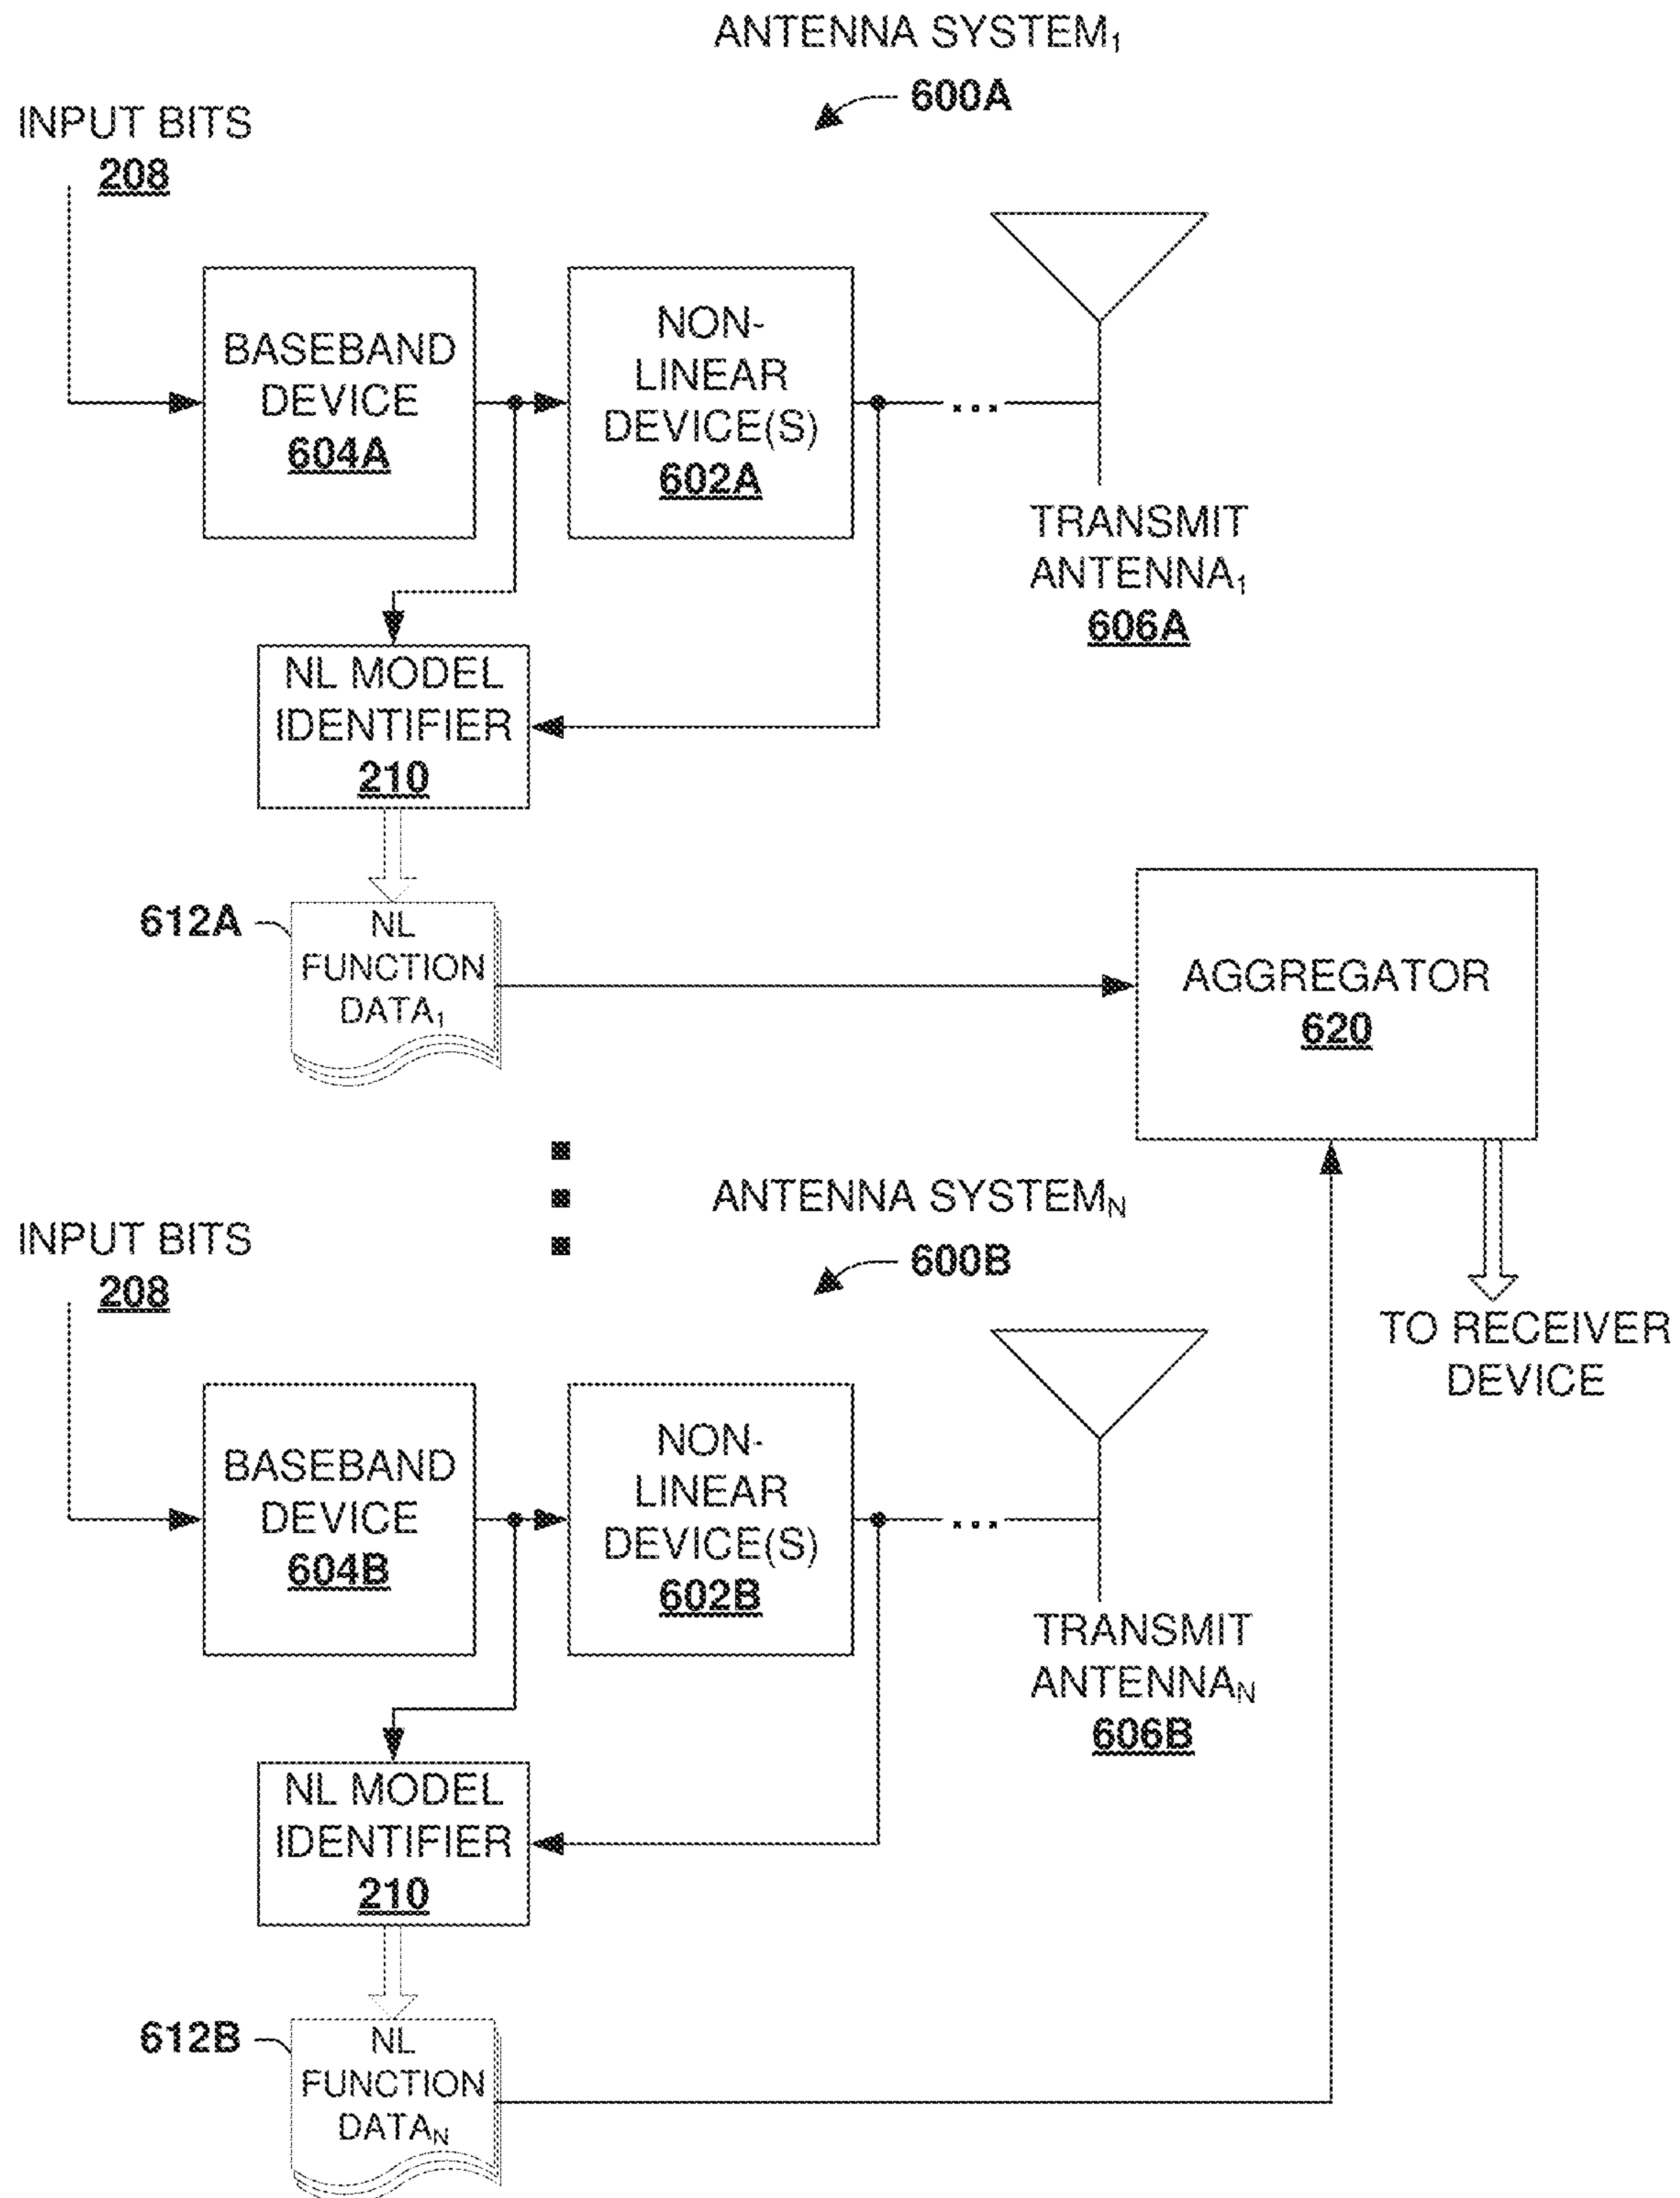 ANTENNA SYSTEM₁
600A
INPUT BITS
208
BASEBAND
DEVICE
604A
NON-
LINEAR
DEVICE(S)
602A
TRANSMIT
ANTENNA₁
606A
NL MODEL
IDENTIFIER
210
612A
NL
FUNCTION
DATA₁
AGGREGATOR
620
ANTENNA SYSTEMN
600B
INPUT BITS
208
TO RECEIVER
DEVICE
BASEBAND
DEVICE
604B
NON-
LINEAR
DEVICE(S)
602B
TRANSMIT
ANTENNAN
606B
NL MODEL
IDENTIFIER
210
612B
NL
FUNCTION
DATAN